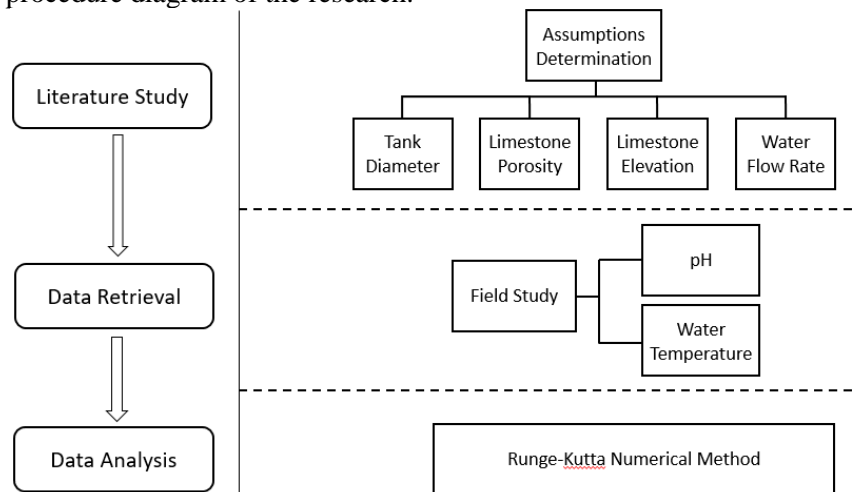 procedure diagram of the research.
Literature Study
Assumptions
Determination
Tank
Diameter
Limestone
Porosity
Limestone
Elevation
Water
Flow Rate
Data Retrieval
Field Study
pH
Water
Temperature
Data Analysis
Runge-Kutta Numerical Method